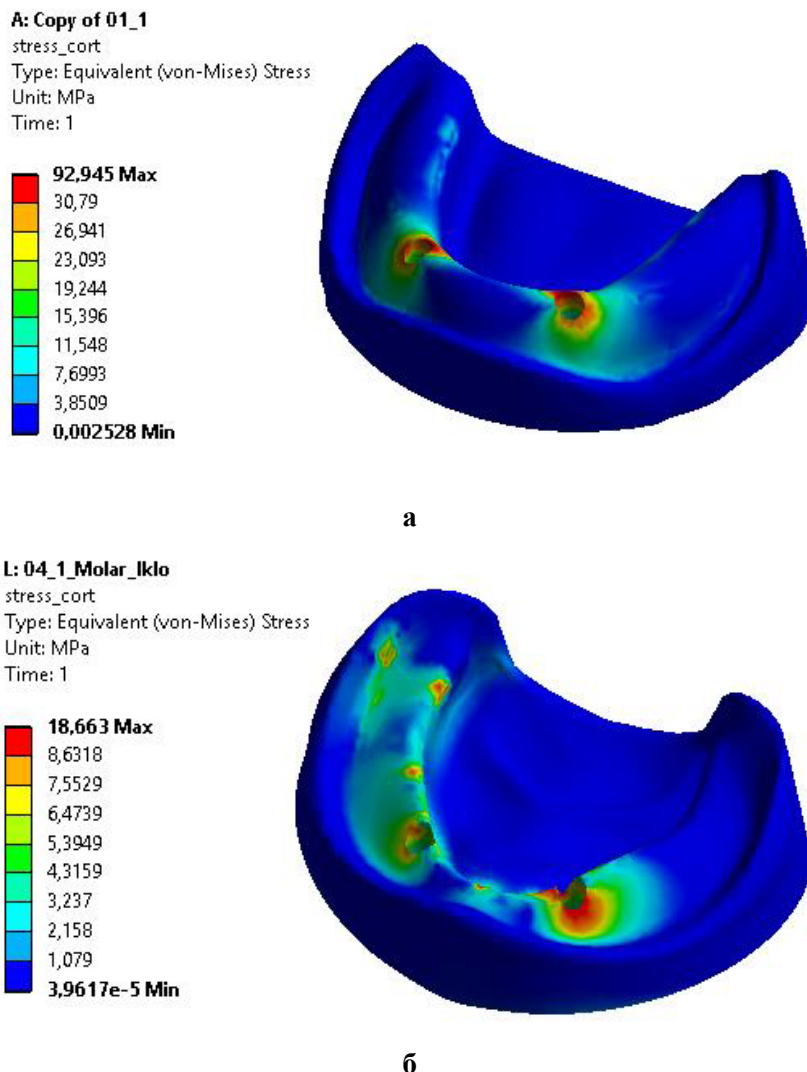 A: Copy of 01_1
stress_cort
Type: Equivalent (von-Mises) Stress
Unit: MPa
Time: 1
92,945 Max
30,79
26,941
23,093
19,244
15,396
11,548
7,6993
3,8509
0,002528 Min
а
L: 04_1_Molar_Iklo
stress_cort
Type: Equivalent (von-Mises) Stress
Unit: MPa
Time: 1
18,663 Max
8,6318
7,5529
6,4739
5,3949
4,3159
3,237
2,158
1,079
3,9617e-5 Min
б